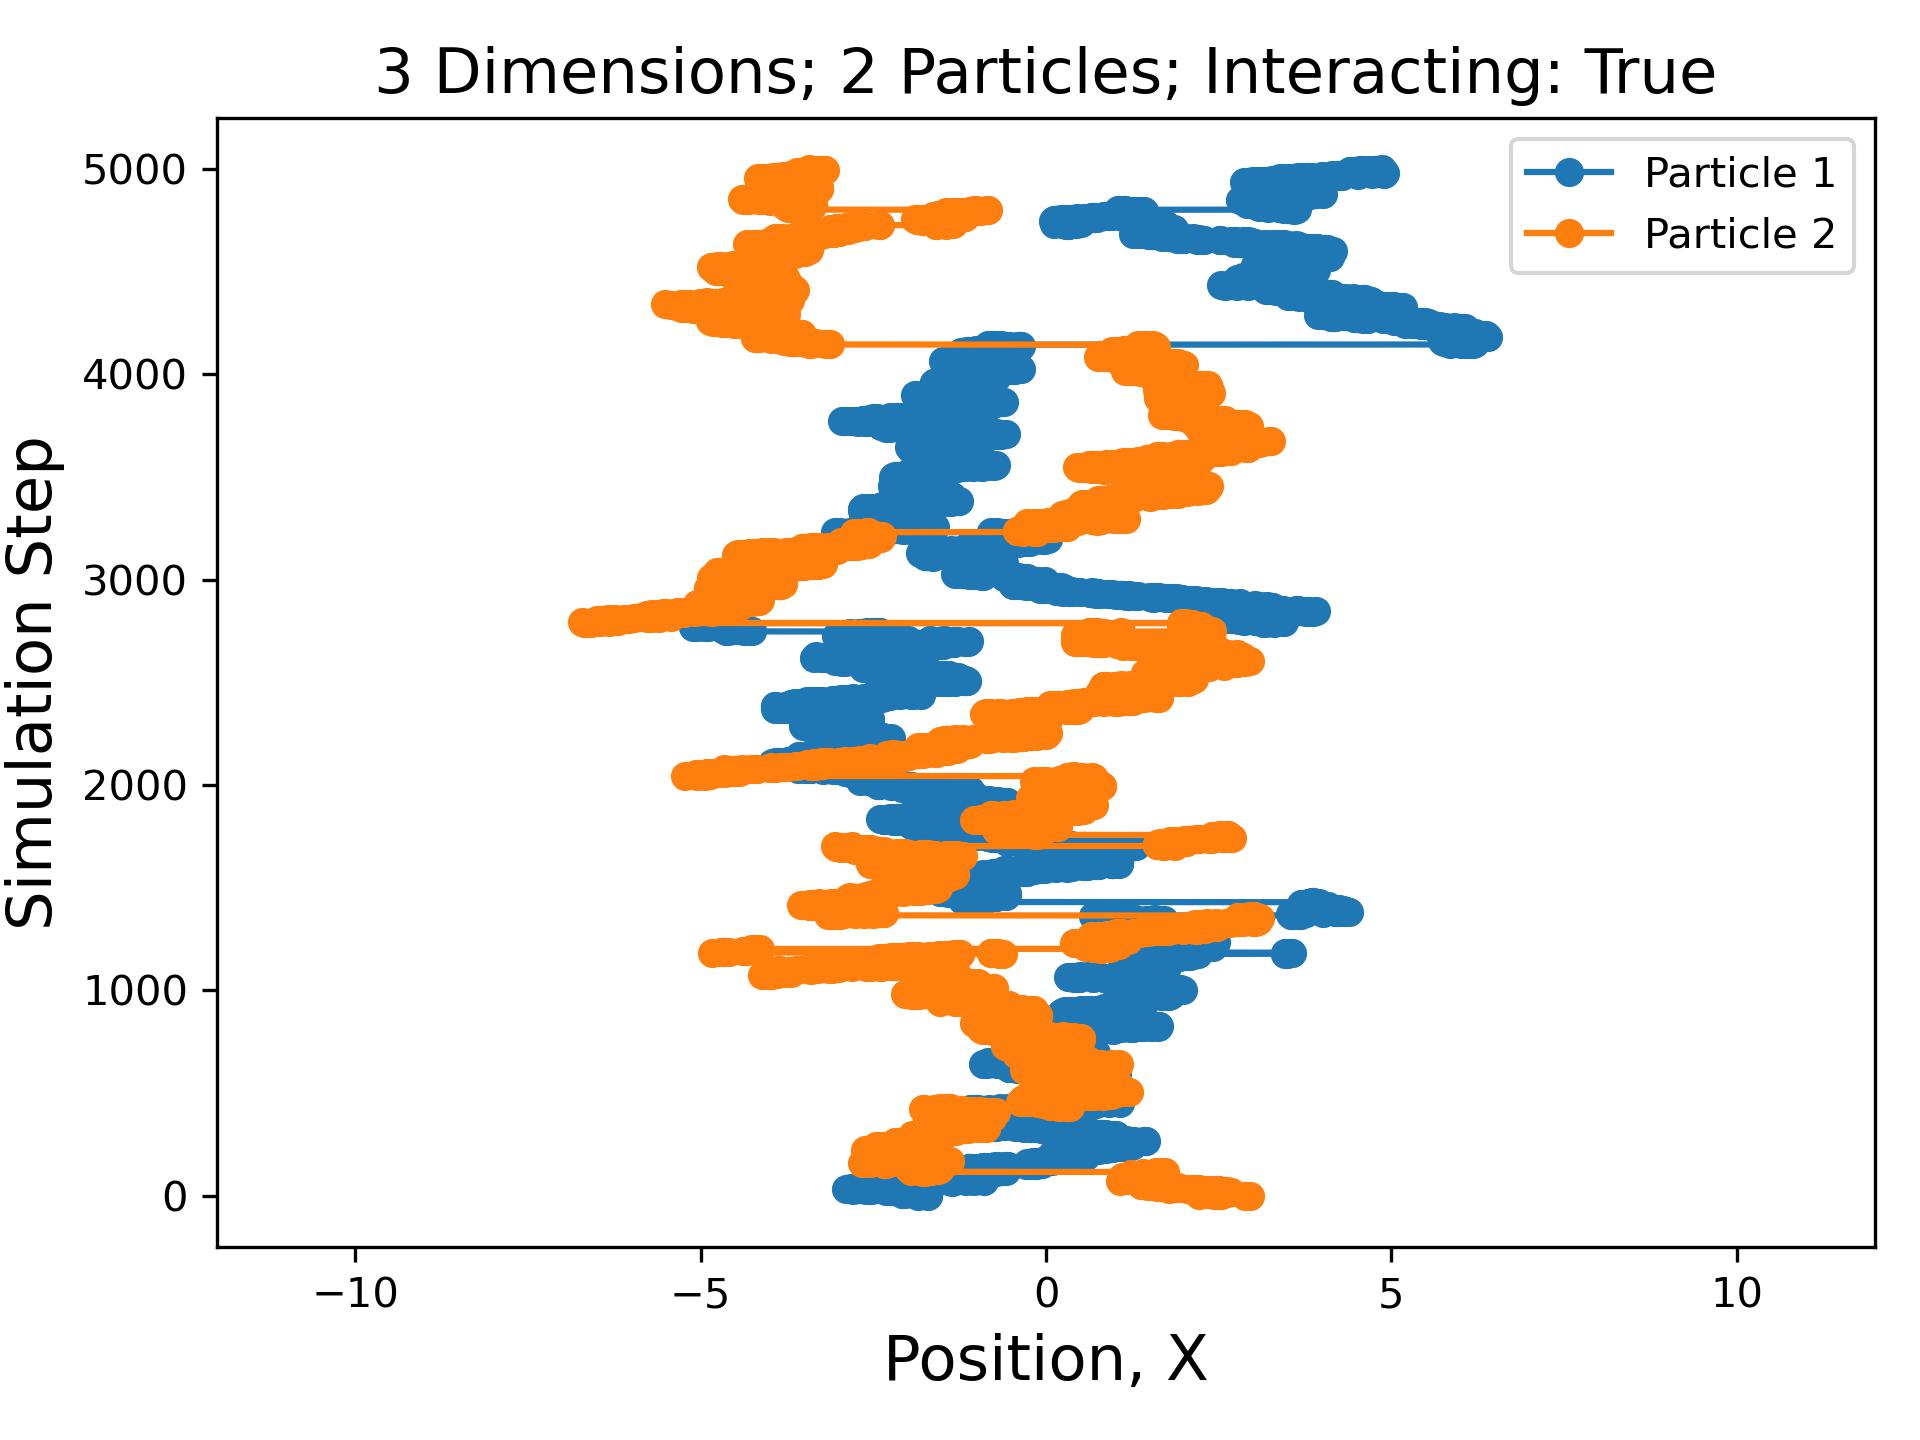 3 Dimensions; 2 Particles; Interacting: True
Particle 1
Particle 2
Simulation Step
5000
4000
3000
2000
1000
0
−10
−5
0
5
10
Position, X